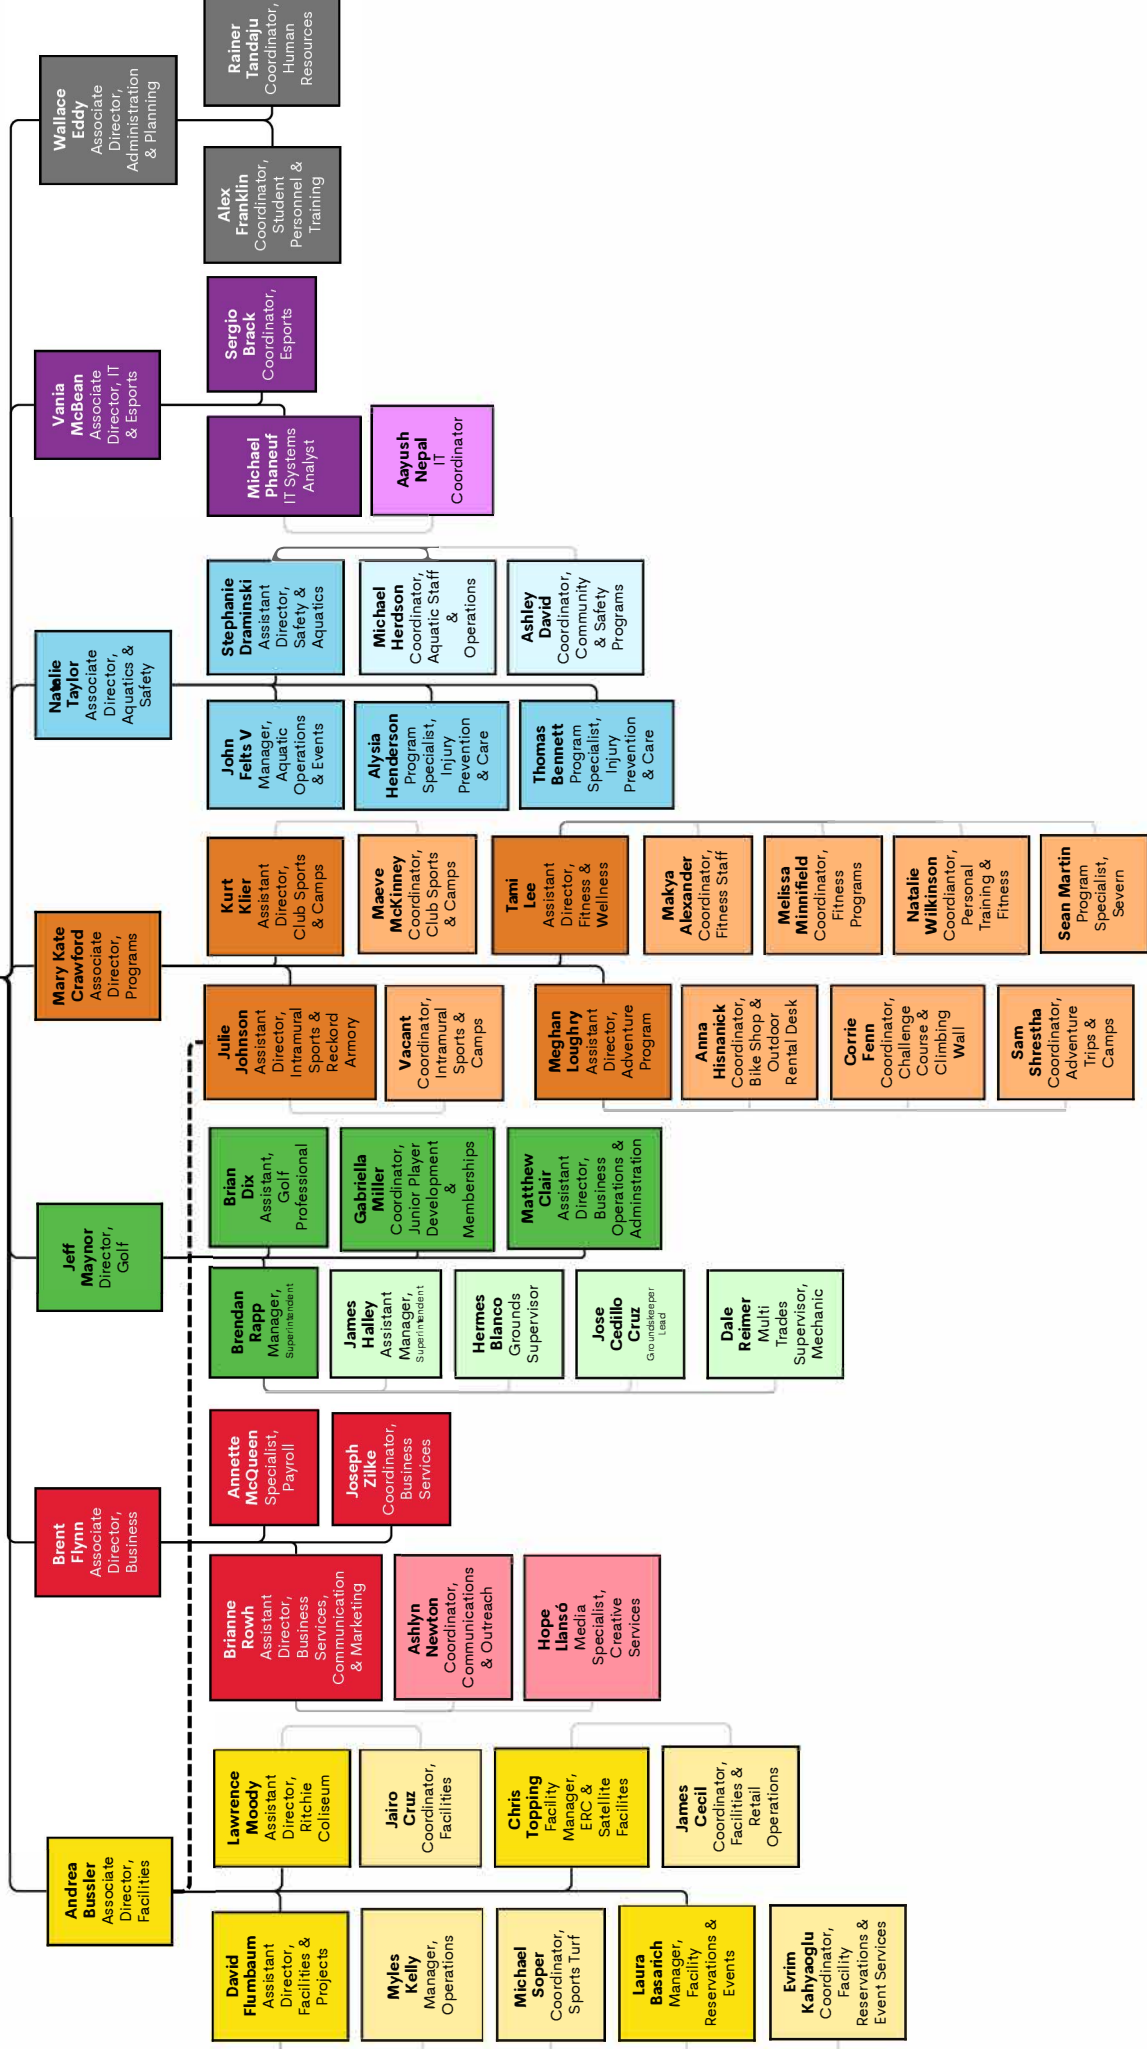 Andrea
Bussler
Associate
Director,
Facilities
David
Flumbaum
Assistant
Director,
Facilities &
Projects
Myles
Kelly
Manager,
Operations
Michael
Soper
Coordinator,
Sports Turf
Laura
Basarich
Manager,
Facility
Reservations &
Events
Evrim
Kahyaoglu
Coordinator,
Facility
Reservations &
Event Services
Lawrence
Moody
Assistant
Director,
Ritchie
Coliseum
Jairo
Cruz
Coordinator,
Facilities
Chris
Topping
Facility
Manager,
ERC &
Satellite
Facilites
James
Cecil
Coordinator,
Facilities &
Retail
Operations
Brent
Flynn
Associate
Director,
Business
Brianne
Rowh
Assistant
Director,
Business
Services,
Communication
& Marketing
Ashlyn
Newton
Coordinator,
Communications
& Outreach
Hope
Llansó
Media
Specialist,
Creative
Services
Annette
McQueen
Specialist,
Payroll
Joseph
Zilke
Coordinator,
Business
Services
Jeff
Maynor
Director,
Golf
Brendan
Rapp
Manager,
Superintendent
James
Halley
Assistant
Manager,
Superintendent
Hermes
Blanco
Grounds
Supervisor
Jose
Cedillo
Cruz
Groundskeeper
Lead
Dale
Reimer
Multi
Trades
Supervisor,
Mechanic
Brian
Dix
Assistant,
Golf
Professional
Gabriella
Miller
Coordinator,
Junior Player
Development
&
Memberships
Matthew
Clair
Assistant
Director,
Business
Operations &
Adminstration
Mary Kate
Crawford
Associate
Director,
Programs
Julie
Johnson
Assistant
Director,
Intramural
Sports &
Reckord
Armory
Vacant
Coordinator,
Intramural
Sports &
Camps
Meghan
Loughry
Assistant
Director,
Adventure
Program
Anna
Hisnanick
Coordinator,
Bike Shop &
Outdoor
Rental Desk
Corrie
Fenn
Coordinator,
Challenge
Course &
Climbing
Wall
Sam
Shrestha
Coordinator,
Adventure
Trips &
Camps
Kurt
Klier
Assistant
Director,
Club Sports
& Camps
Maeve
McKinney
Coordinator,
Club Sports
& Camps
Tami
Lee
Assistant
Director,
Fitness &
Wellness
Makya
Alexander
Coordinator,
Fitness Staff
Melissa
Minnifield
Coordinator,
Fitness
Programs
Natalie
Wilkinson
Coordiantor,
Personal
Training &
Fitness
Sean Martin
Program
Specialist,
Severn
Natalie
Taylor
Associate
Director,
Aquatics &
Safety
John
Felts V
Manager,
Aquatic
Operations
& Events
Alysia
Henderson
Program
Specialist,
Injury
Prevention
& Care
Thomas
Bennett
Program
Specialist,
Injury
Prevention
& Care
Stephanie
Draminski
Assistant
Director,
Safety &
Aquatics
Michael
Herdson
Coordinator,
Aquatic Staff
&
Operations
Ashley
David
Coordinator,
Community
& Safety
Programs
Vania
McBean
Associate
Director, IT
& Esports
Michael
Phaneuf
IT Systems
Analyst
Aayush
Nepal
IT
Coordinator
Sergio
Brack
Coordinator,
Esports
Wallace
Eddy
Associate
Director,
Administration
& Planning
Alex
Franklin
Coordinator,
Student
Personnel &
Training
Rainer
Tandaju
Coordinator,
Human
Resources